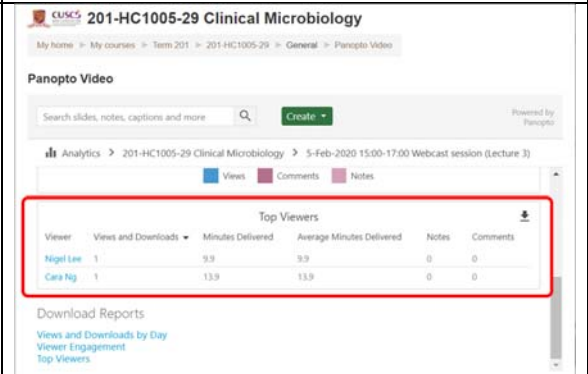 CUSCS 201-HC1005-29 Clinical Microbiology
My home My courses Term 201 201-HC1005-29 General Panopto Video
Panopto Video
Search slides, notes, captions and more Create Powered by Panopto
Analytics > 201-HC1005-29 Clinical Microbiology > 5-Feb-2020 15:00-17:00 Webcast session (Lecture 3)
Views Comments Notes
Top Viewers
Viewer Views and Downloads Minutes Delivered Average Minutes Delivered Notes Comments
Nigel Lee 1 9.9 9.9 0 0
Cara Ng 1 13.9 13.9 0 0
Download Reports
Views and Downloads by Day
Viewer Engagement
Top Viewers